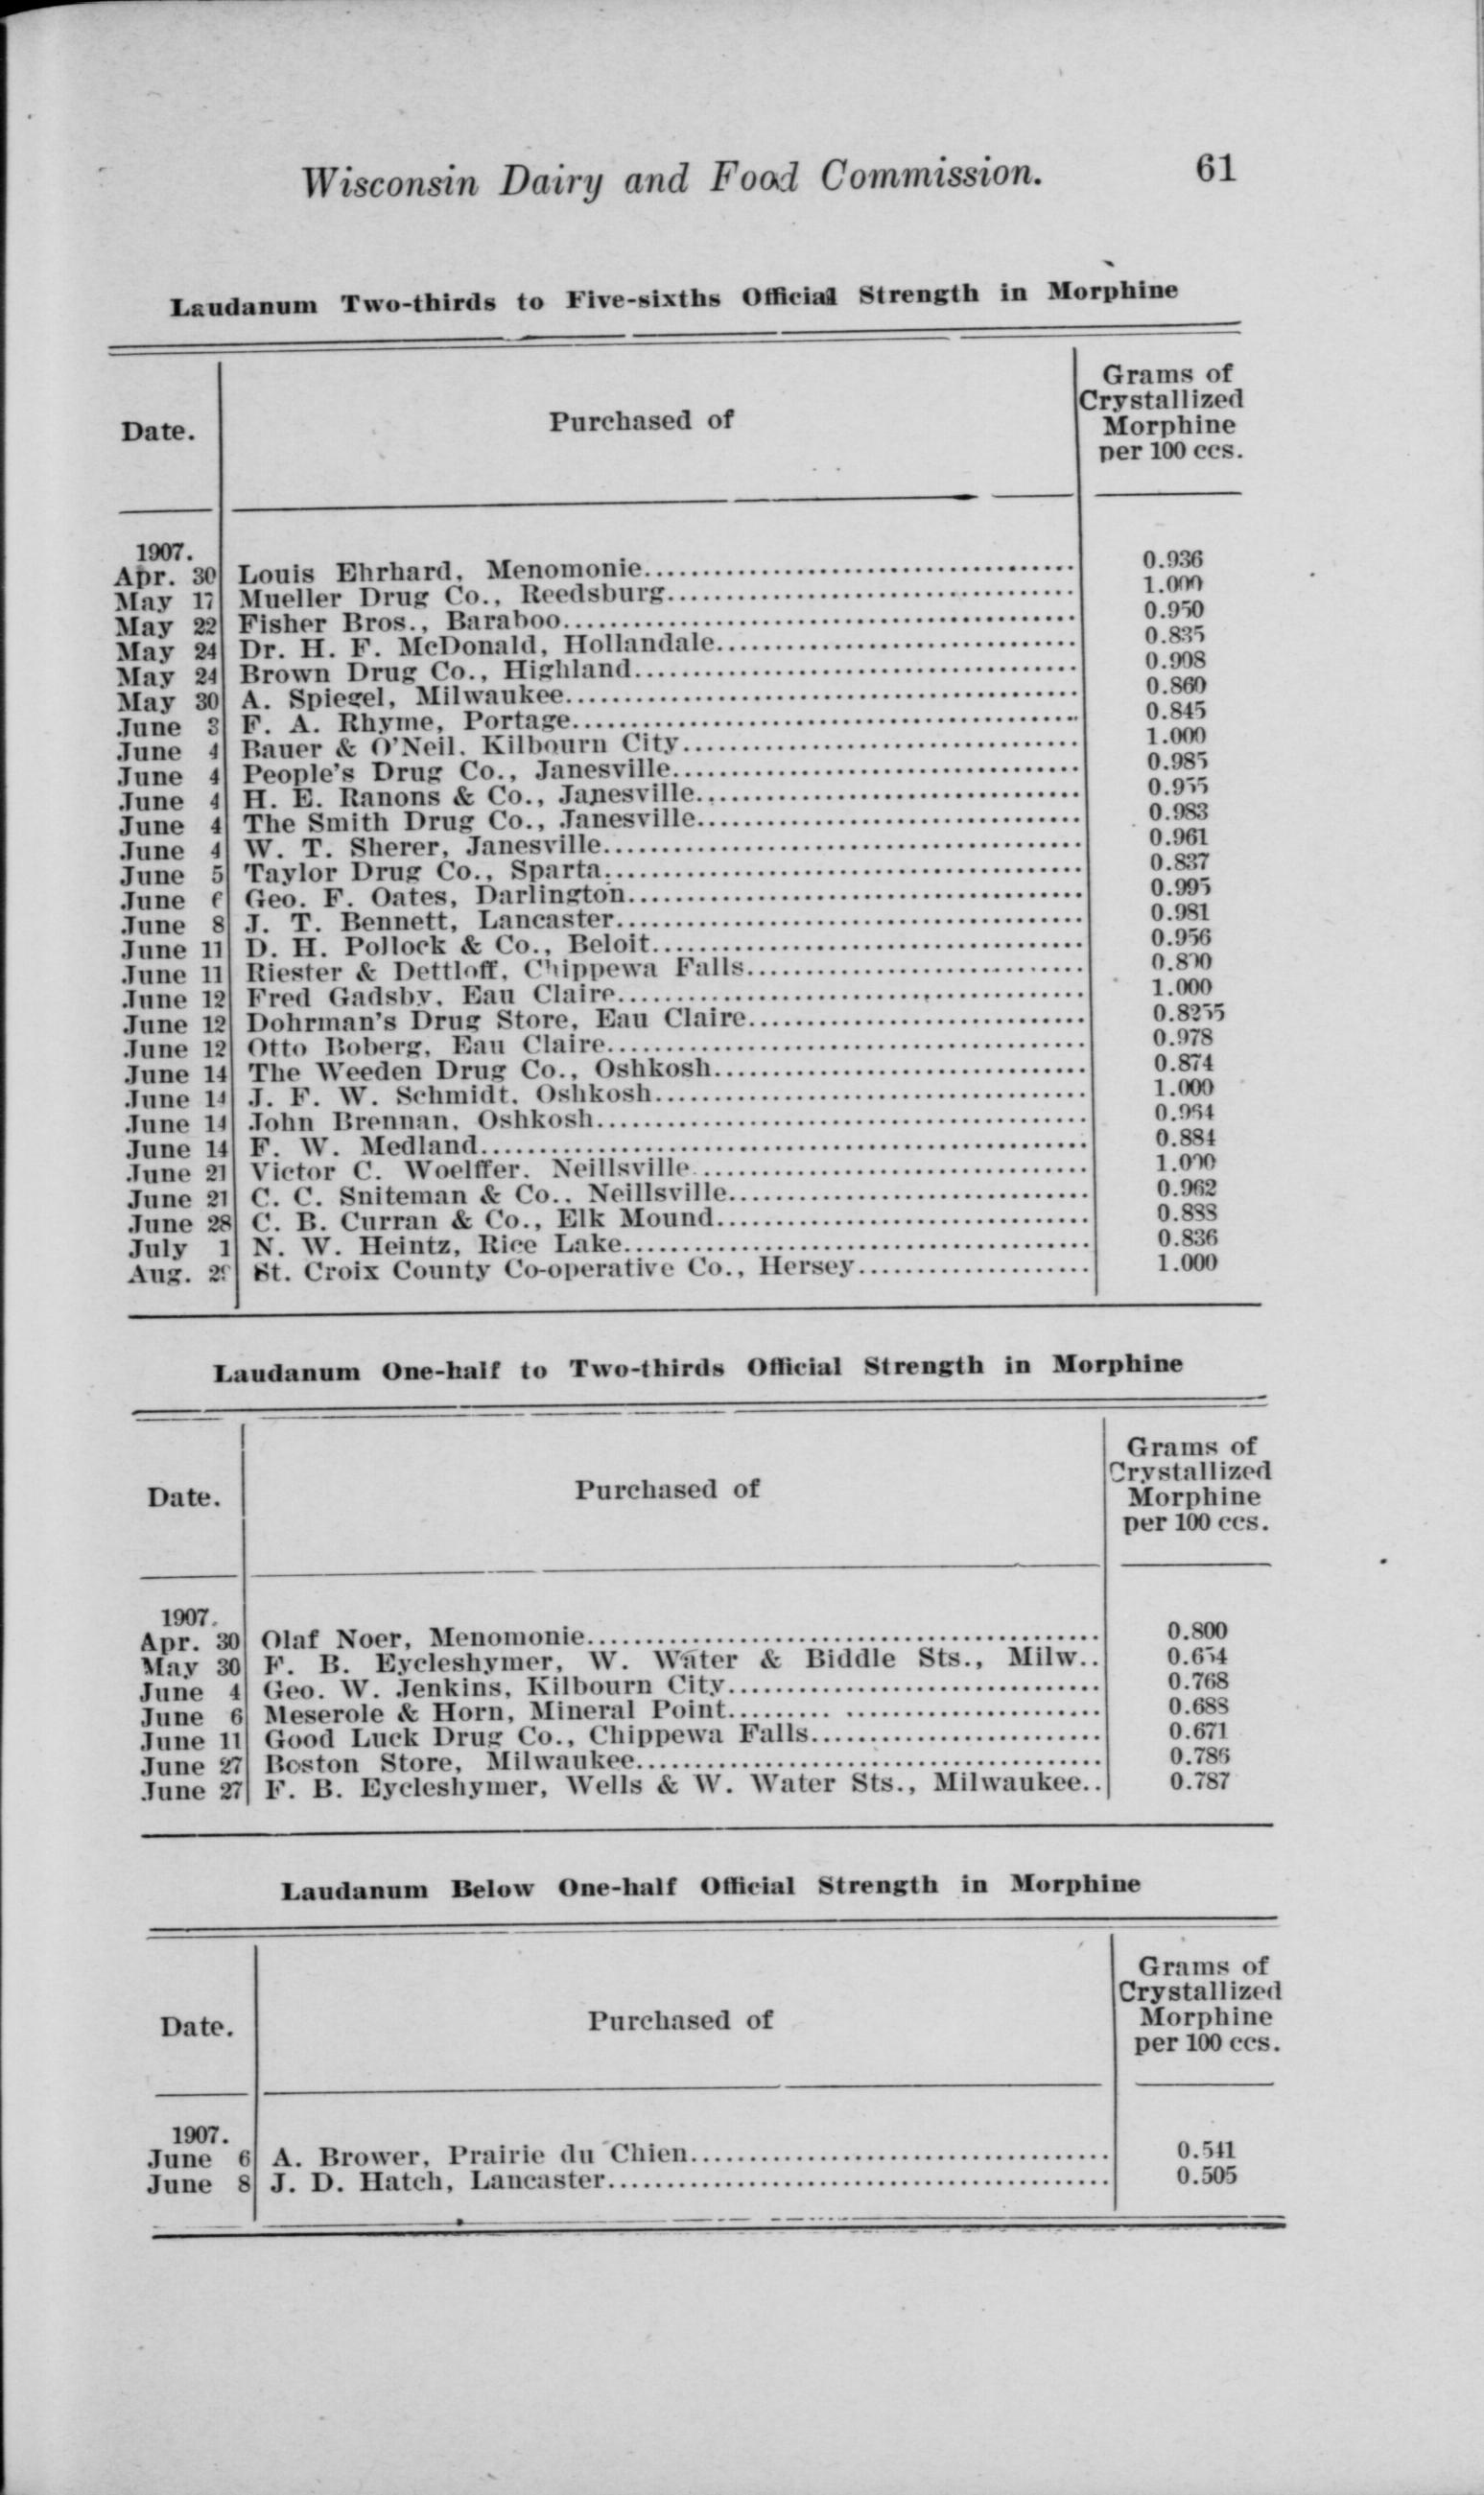 Wisconsin Dairy and Food Commission. 61
Laudanum Two-thirds to Five-sixths Official Strength in Morphine
Date. Purchased of Grams of Crystallized Morphine per 100 ccs.
1907.
Apr. 30 Louis Ehrhard, Menomonie 0.936
May 17 Mueller Drug Co., Reedsburg 1.000
May 22 Fisher Bros., Baraboo 0.950
May 24 Dr. H. F. McDonald, Hollandale 0.835
May 24 Brown Drug Co., Highland 0.908
May 30 A. Spiegel, Milwaukee 0.860
June 3 F. A. Rhyme, Portage 0.845
June 4 Bauer & O'Neil. Kilbourn City 1.000
June 4 People's Drug Co., Janesville 0.985
June 4 H. E. Ranons & Co., Janesville 0.955
June 4 The Smith Drug Co., Janesville 0.983
June 4 W. T. Sherer, Janesville 0.961
June 5 Taylor Drug Co., Sparta 0.837
June 6 Geo. F. Oates, Darlington 0.995
June 8 J. T. Bennett, Lancaster 0.981
June 11 D. H. Pollock & Co., Beloit 0.956
June 11 Riester & Dettloff, Chippewa Falls
June 12 Fred Gadsby, Eau Claire 1.000
June 12 Dohrman's Drug Store, Eau Claire 0.8255
June 12 Otto Boberg, Eau Claire 0.978
June 14 The Weeden Drug Co., Oshkosh 0.874
June 14 J. F. W. Schmidt. Oshkosh 1.000
June 14 John Brennan, Oshkosh
June 14 F. W. Medland 0.884
June 21 Victor C. Woelffer. Neillsville 1.000
June 21 C. C. Sniteman & Co., Neillsville 0.962
June 28 C. B. Curran & Co., Elk Mound 0.888
July 1 N. W. Heintz, Rice Lake 0.836
Aug. St. Croix County Co-operative Co., Hersey 1.000
Laudanum One-half to Two-thirds Official Strength in Morphine
Date. Purchased of Grams of Crystallized Morphine per 100 ccs.
1907.
Apr. 30 Olaf Noer, Menomonie 0.800
May 30 F. B. Eycleshymer, W. Water & Biddle Sts., Milw.. 0.654
June 4 Geo. W. Jenkins, Kilbourn City 0.768
June 6 Meserole & Horn, Mineral Point 0.688
June 11 Good Luck Drug Co., Chippewa Falls 0.671
June 27 Boston Store, Milwaukee 0.786
June 27 F. B. Eycleshymer, Wells & W. Water Sts., Milwaukee.. 0.787
Laudanum Below One-half Official Strength in Morphine
Date. Purchased of Grams of Crystallized Morphine per 100 ccs.
1907.
June 6 A. Brower, Prairie du Chien 0.541
June 8 J. D. Hatch, Lancaster 0.505